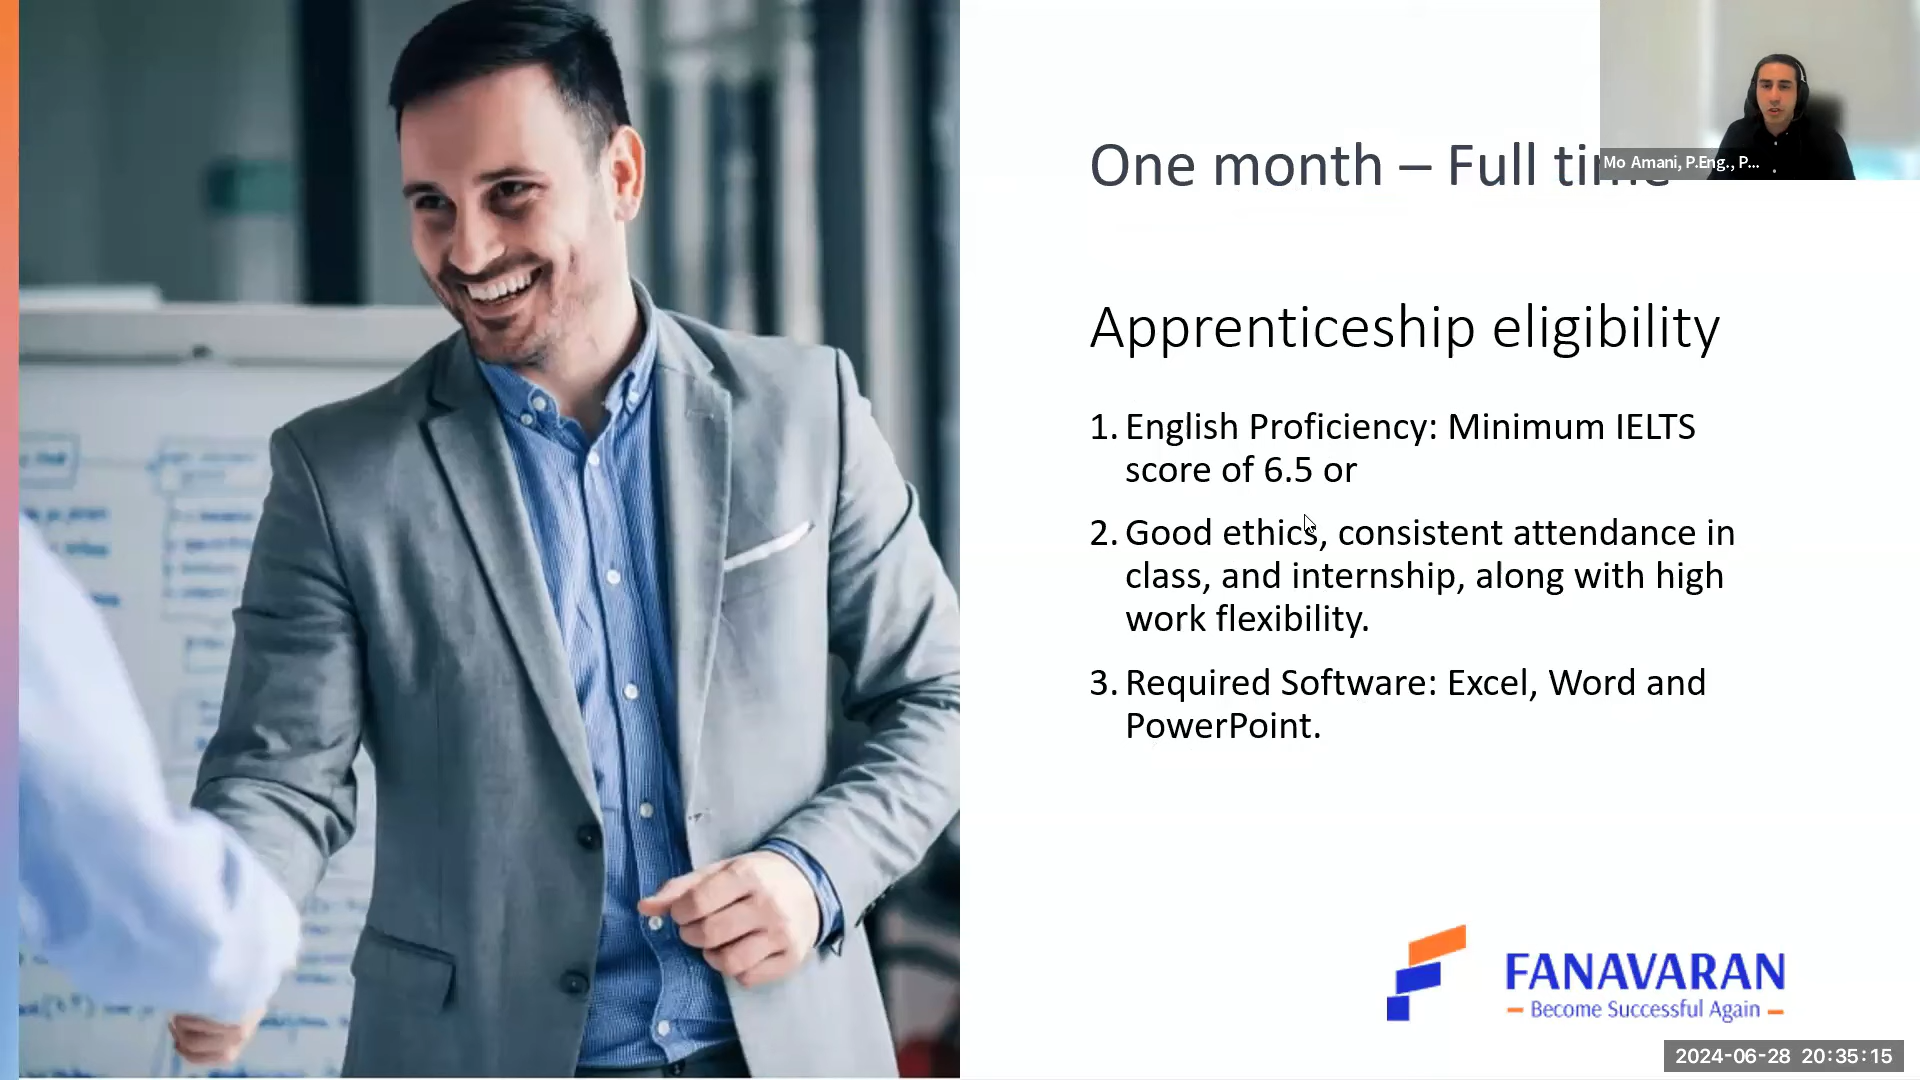 One month – Full time
Mo Amani, P.Eng., P...
Apprenticeship eligibility
1. English Proficiency: Minimum IELTS
score of 6.5 or
2. Good ethics, consistent attendance in
class, and internship, along with high
work flexibility.
3. Required Software: Excel, Word and
PowerPoint.
FANAVARAN
Become Successful Again
2024-06-28 20:35:15